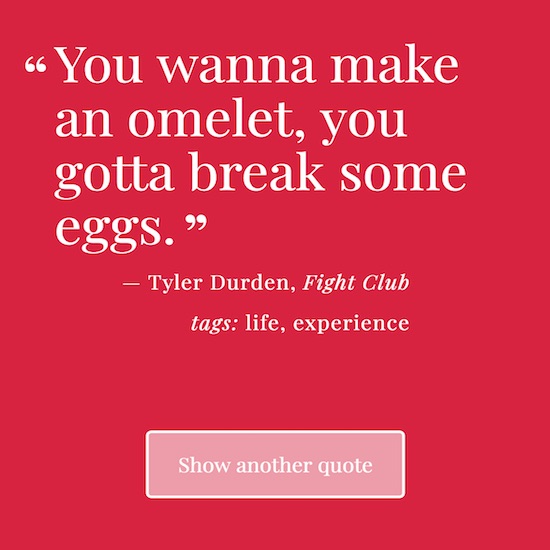 “You wanna make
an omelet, you
gotta break some
eggs.”
— Tyler Durden, Fight Club
tags: life, experience
Show another quote